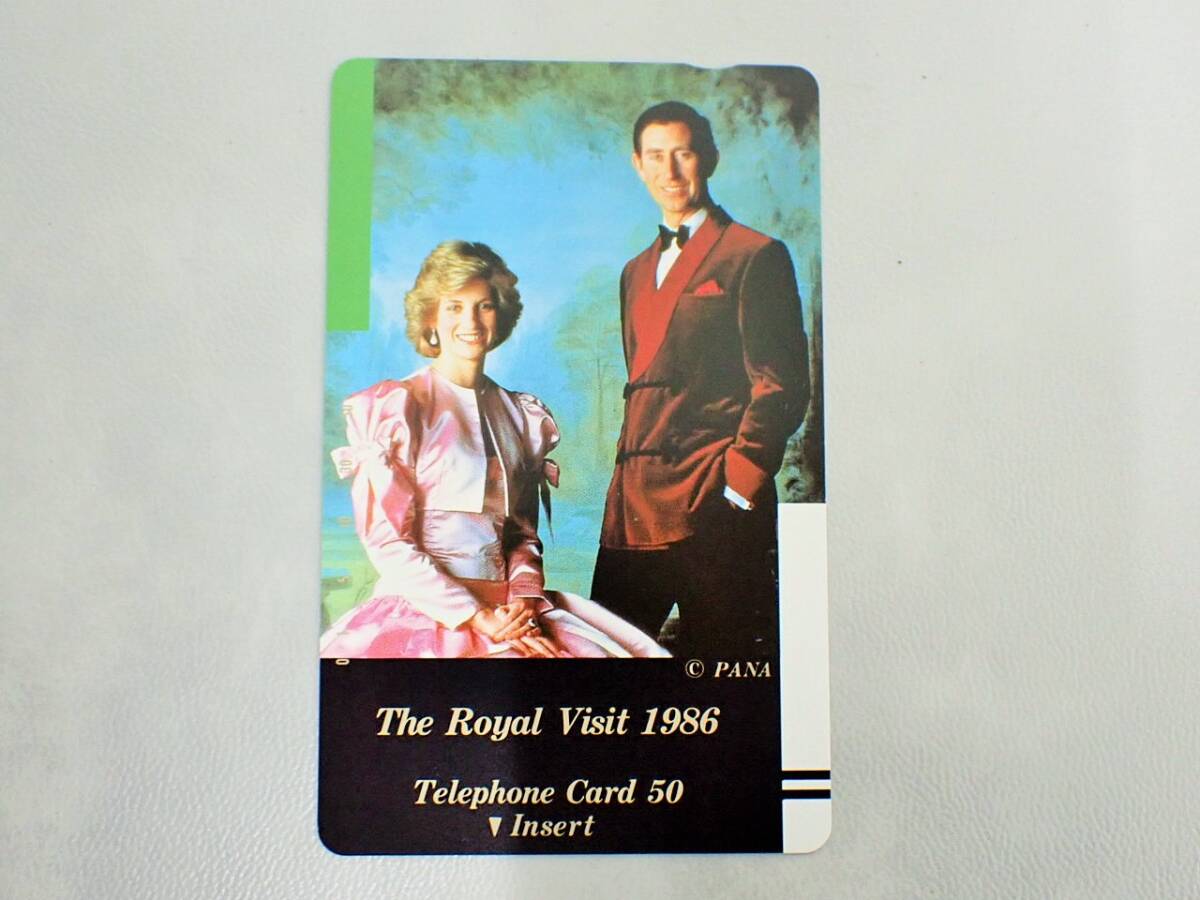 © PANA
The Royal Visit 1986
Telephone Card 50
▼Insert